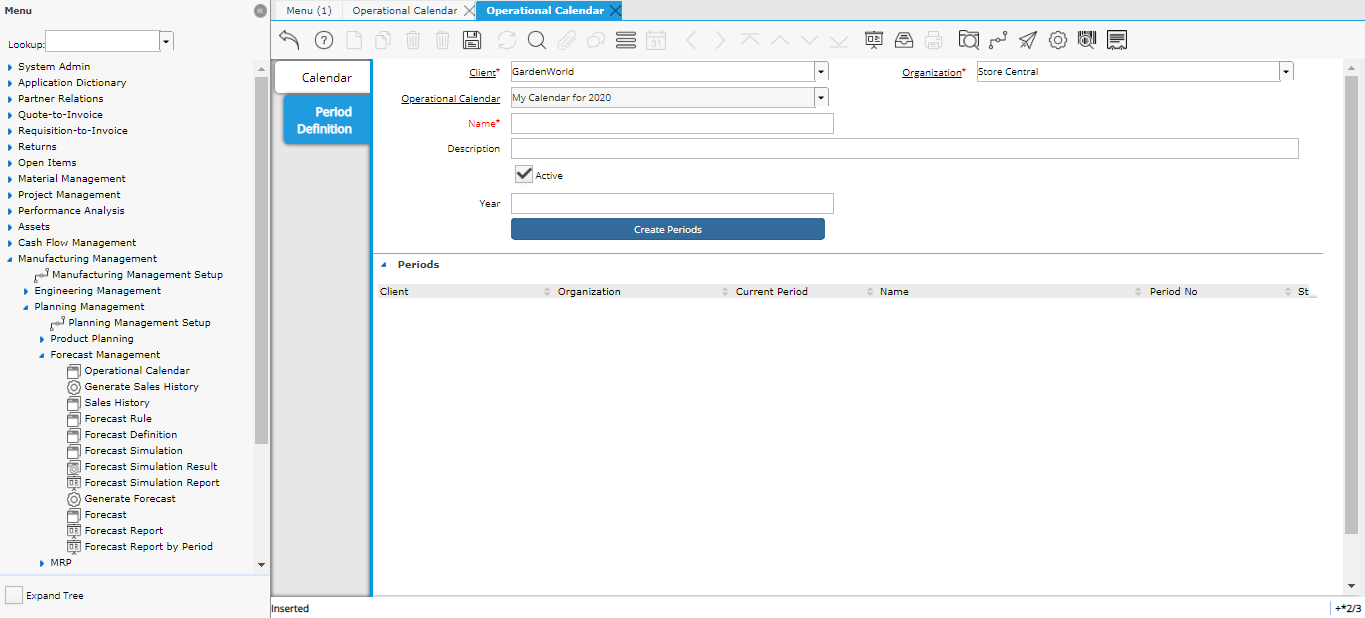 Menu
Menu (1)
Operational Calendar
Operational Calendar
Lookup:
System Admin
Application Dictionary
Partner Relations
Quote-to-Invoice
Requisition-to-Invoice
Returns
Open Items
Material Management
Project Management
Performance Analysis
Assets
Cash Flow Management
Manufacturing Management
Manufacturing Management Setup
Engineering Management
Planning Management
Planning Management Setup
Product Planning
Forecast Management
Operational Calendar
Generate Sales History
Sales History
Forecast Rule
Forecast Definition
Forecast Simulation
Forecast Simulation Result
Forecast Simulation Report
Generate Forecast
Forecast
Forecast Report
Forecast Report by Period
MRP
Expand Tree
31
Calendar
Period
Definition
Client* GardenWorld
Organization* Store Central
Operational Calendar My Calendar for 2020
Name*
Description
Active
Year
Create Periods
Periods
Client Organization Current Period Name Period No St
Inserted
+*2/3